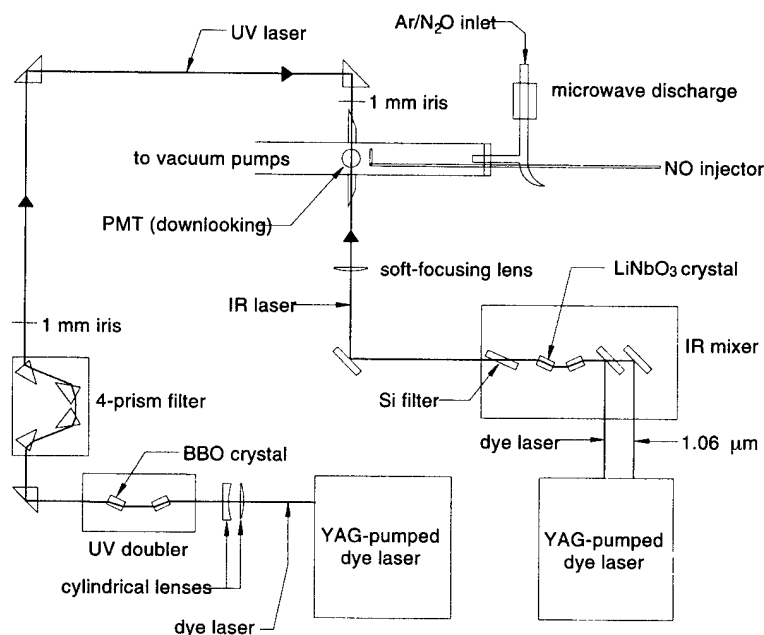 UV laser
Ar/N₂O inlet
microwave discharge
1 mm iris
to vacuum pumps
NO injector
PMT (downlooking)
soft-focusing lens
LiNbO₃ crystal
IR laser
1 mm iris
IR mixer
4-prism filter
Si filter
dye laser
1.06 μm
BBO crystal
UV doubler
YAG-pumped
dye laser
YAG-pumped
dye laser
cylindrical lenses
dye laser